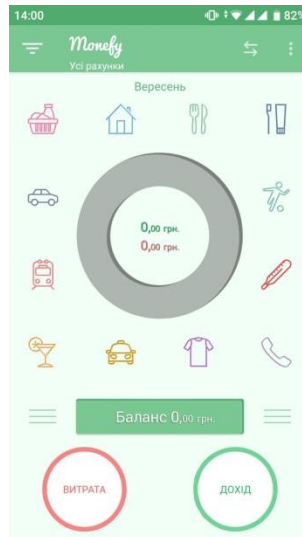 14:00
82%
Monefy
Усі рахунки
Вересень
0,00 грн.
0,00 грн.
Баланс 0,00 грн.
ВИТРАТА
ДОХІД